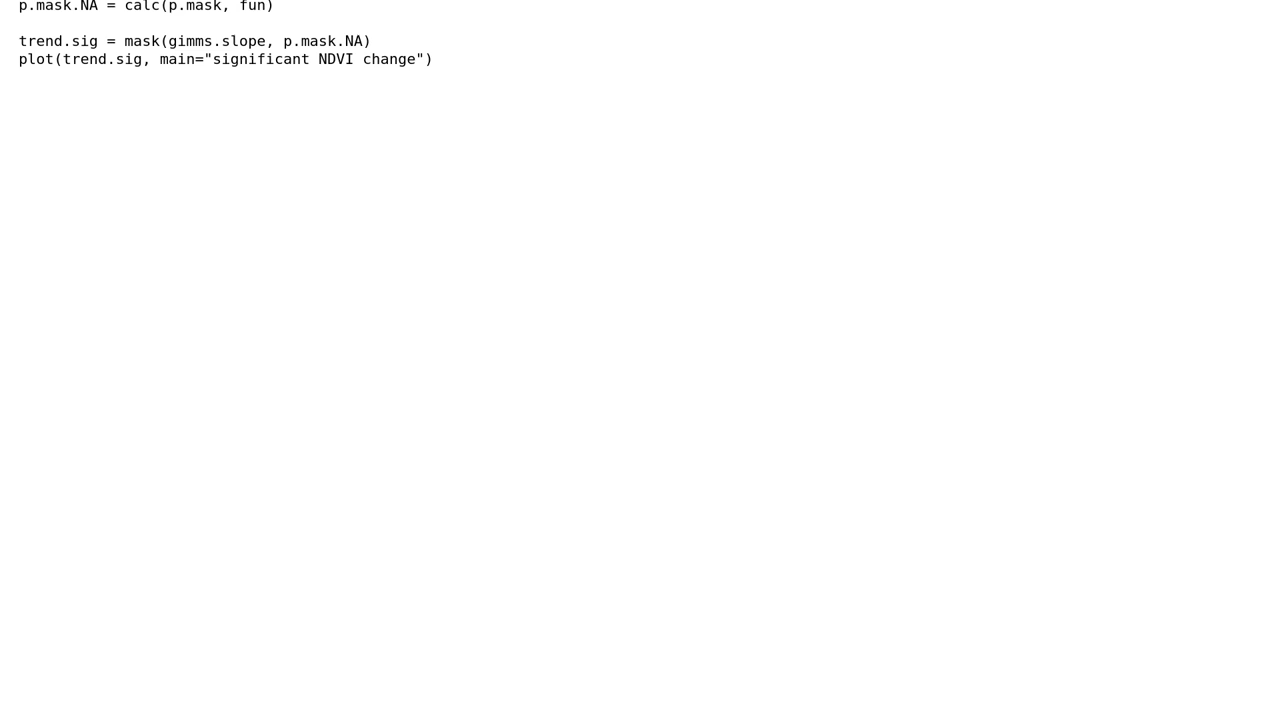 p.mask.NA = calc(p.mask, fun)
trend.sig = mask(gimms.slope, p.mask.NA)
plot(trend.sig, main="significant NDVI change")